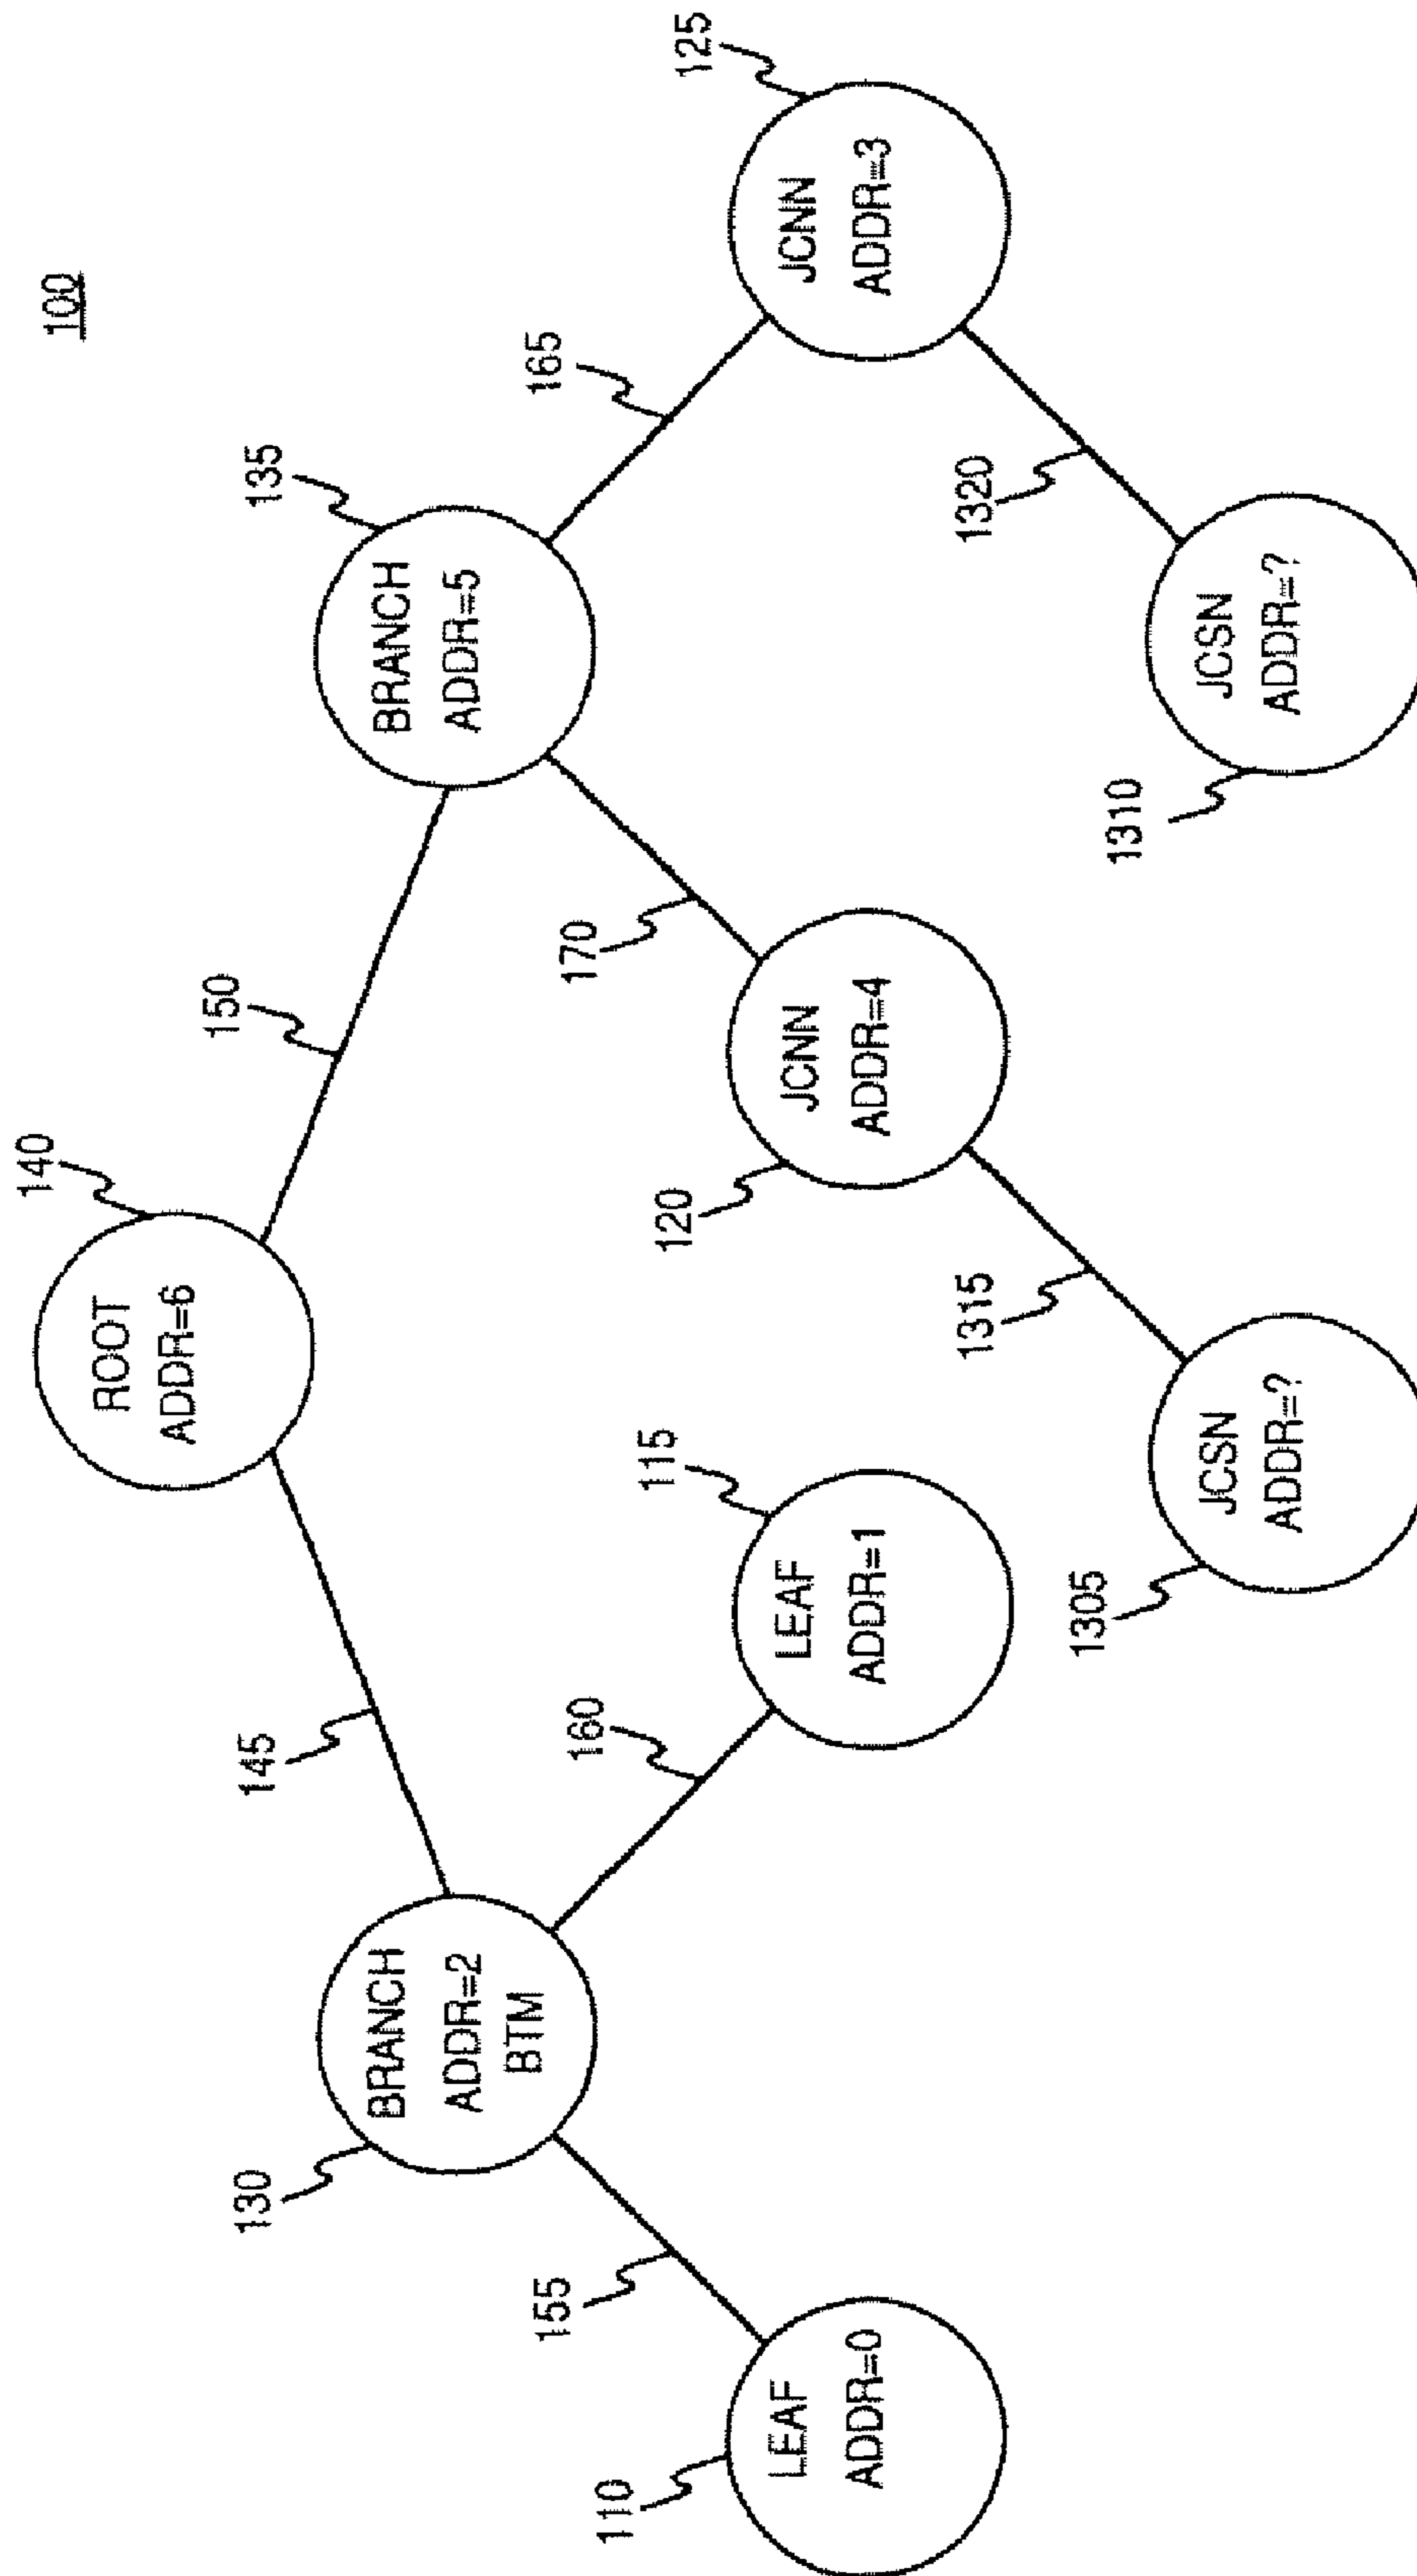 100
140
ROOT
ADDR=6
145
150
130
BRANCH
ADDR=2
BTM
135
BRANCH
ADDR=5
155
160
170
165
110
LEAF
ADDR=0
115
LEAF
ADDR=1
120
JCNN
ADDR=4
125
JCNN
ADDR=3
1315
1320
1305
JCSN
ADDR=?
1310
JCSN
ADDR=?